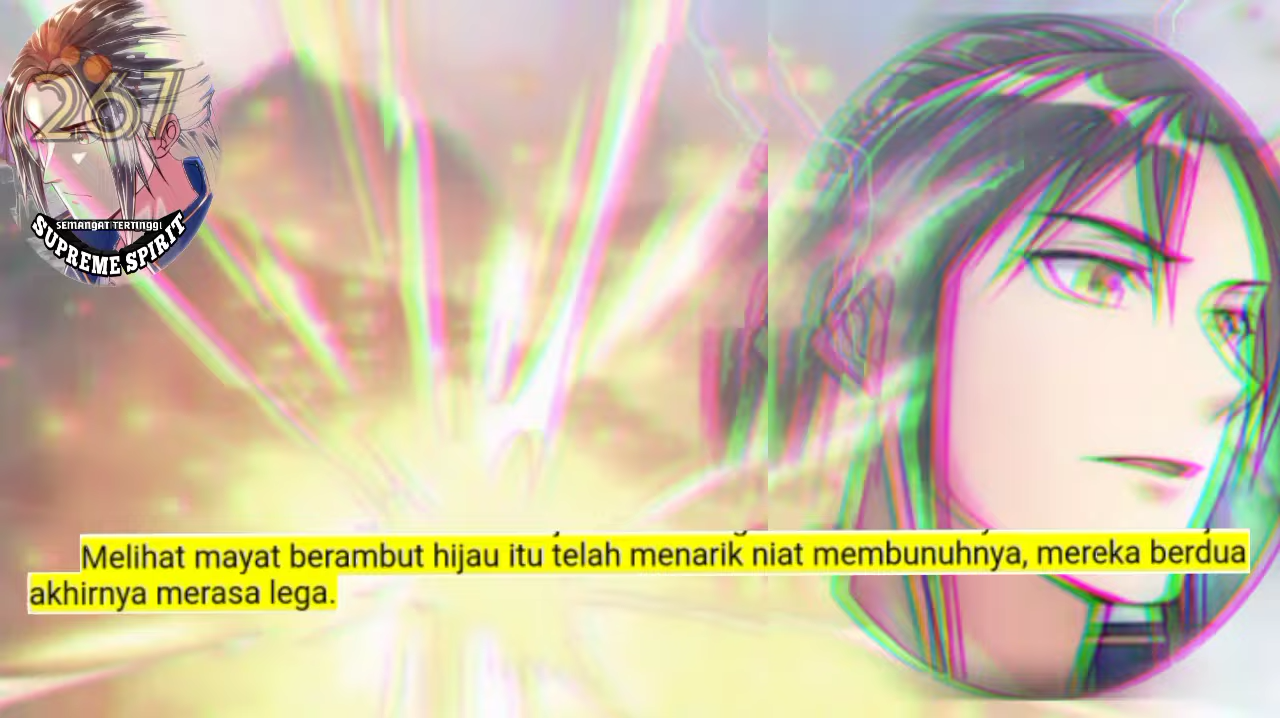 267
SEMANGAT TERTINGGI
SUPREME SPIRIT
Melihat mayat berambut hijau itu telah menarik niat membunuhnya, mereka berdua
akhirnya merasa lega.